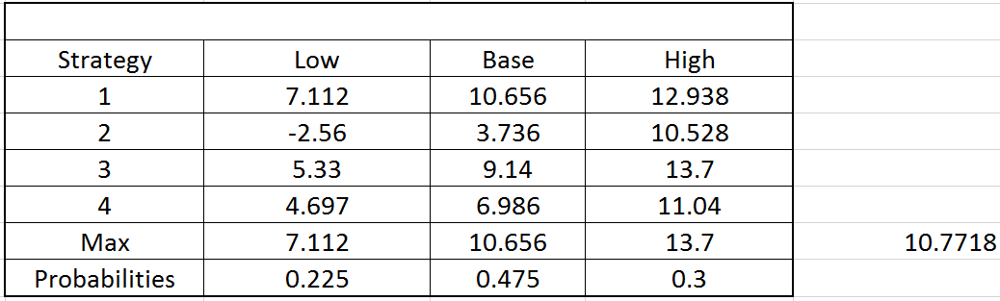 Strategy Low Base High
1 7.112 10.656 12.938
2 -2.56 3.736 10.528
3 5.33 9.14 13.7
4 4.697 6.986 11.04
Max 7.112 10.656 13.7 10.7718
Probabilities 0.225 0.475 0.3